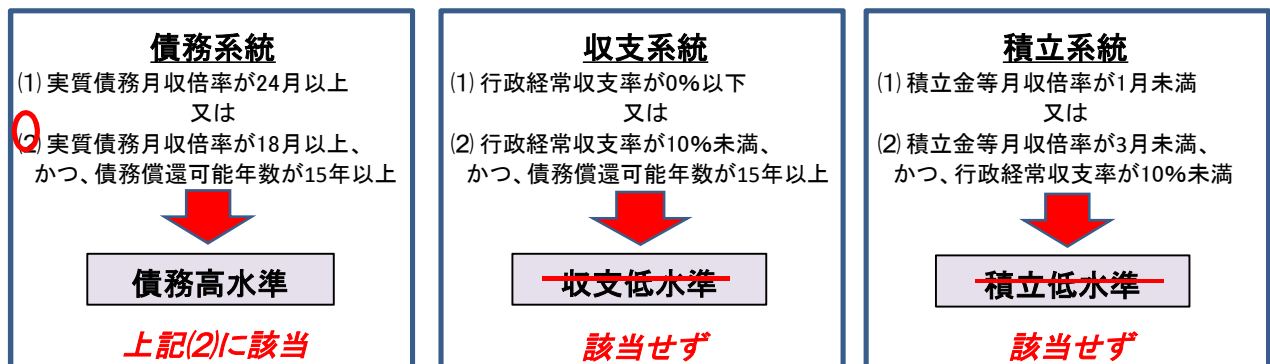 債務系統
⑴ 実質債務月収倍率が24月以上
又は
⑵ 実質債務月収倍率が18月以上、
かつ、債務償還可能年数が15年以上
債務高水準
上記⑵に該当
収支系統
⑴ 行政経常収支率が0%以下
又は
⑵ 行政経常収支率が10%未満、
かつ、債務償還可能年数が15年以上
収支低水準
該当せず
積立系統
⑴ 積立金等月収倍率が1月未満
又は
⑵ 積立金等月収倍率が3月未満、
かつ、行政経常収支率が10%未満
積立低水準
該当せず